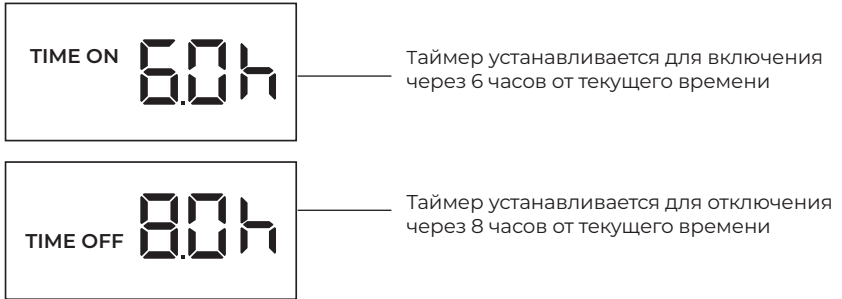 TIME ON 6.0h
Таймер устанавливается для включения
через 6 часов от текущего времени
TIME OFF 8.0h
Таймер устанавливается для отключения
через 8 часов от текущего времени